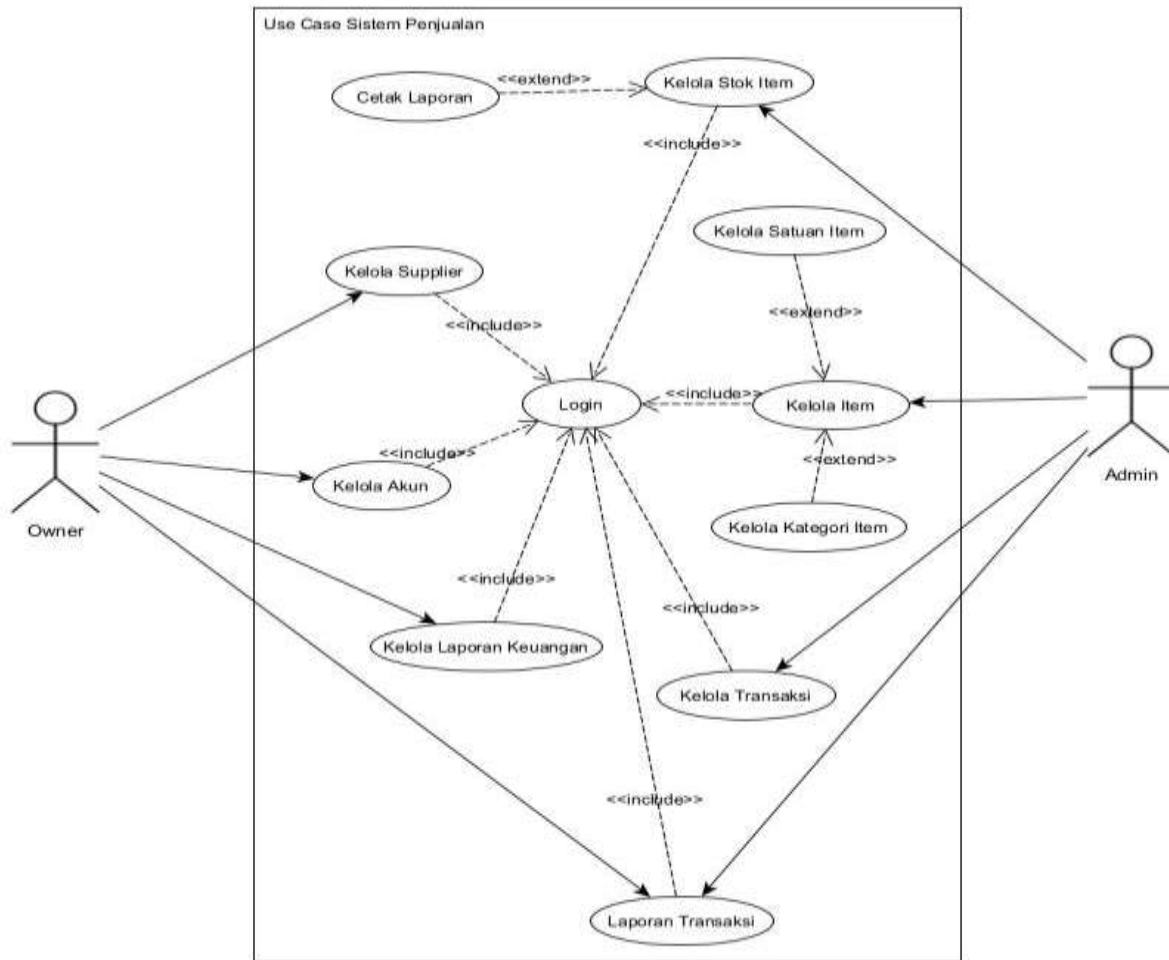 Use Case Sistem Penjualan
<<extend>>
Kelola Stok Item
Cetak Laporan
<<include>>
Kelola Satuan Item
Kelola Supplier
<<extend>>
<<include>>
<<include>>
Login
Kelola Item
<<include>>
<<extend>>
Kelola Akun
Admin
Owner
Kelola Kategori Item
<<include>>
<<include>>
Kelola Laporan Keuangan
Kelola Transaksi
<<include>>
Laporan Transaksi